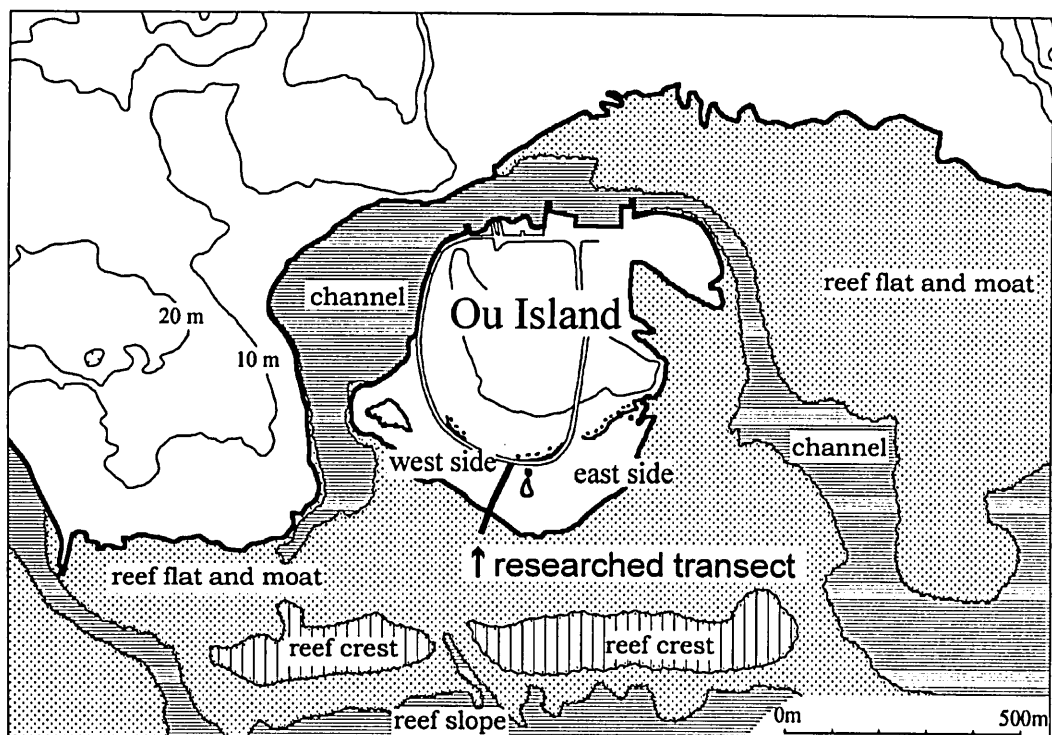 channel
Ou Island
reef flat and moat
20 m
10 m
west side
east side
channel
↑ researched transect
reef flat and moat
reef crest
reef crest
reef slope
0m
500m